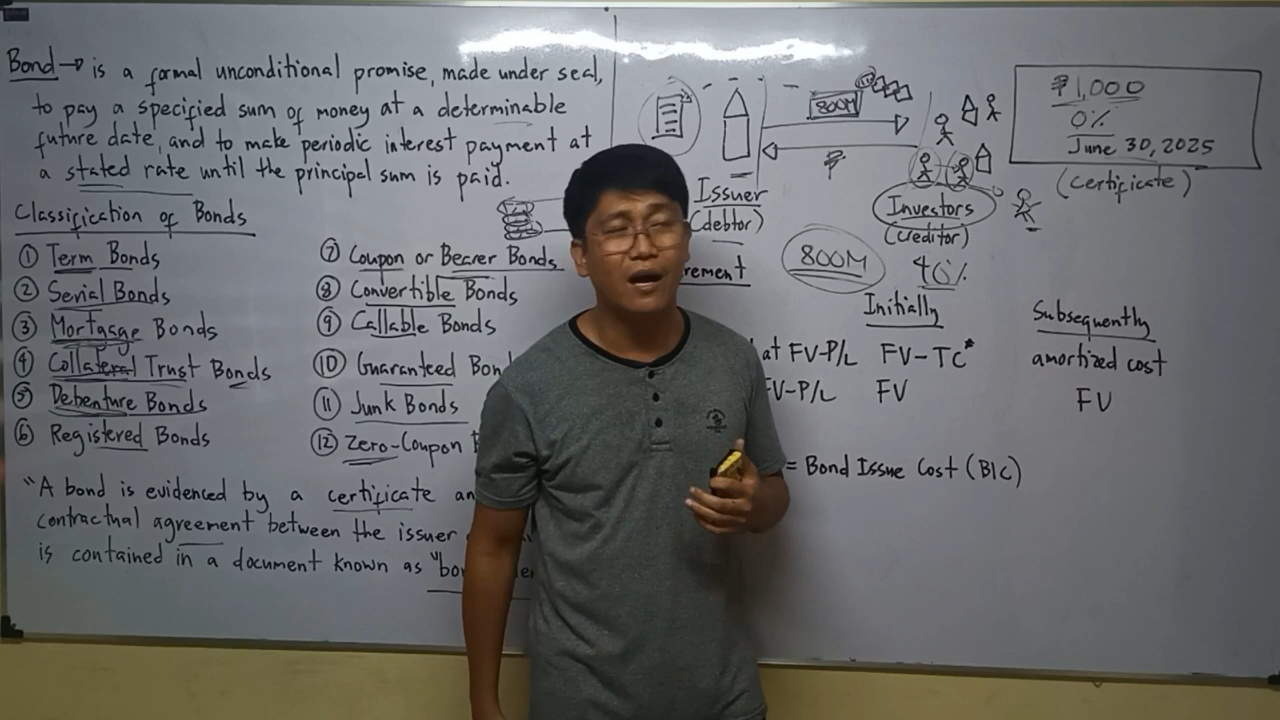 Bond → is a formal unconditional promise, made under seal,
to pay a specified sum of money at a determinable
future date, and to make periodic interest payment at
a stated rate until the principal sum is paid.
Classification of Bonds
① Term Bonds
② Serial Bonds
③ Mortgage Bonds
④ Collateral Trust Bonds
⑤ Debenture Bonds
⑥ Registered Bonds
⑦ Coupon or Bearer Bonds
⑧ Convertible Bonds
⑨ Callable Bonds
⑩ Guaranteed Bon
⑪ Junk Bonds
⑫ Zero-Coupon
"A bond is evidenced by a certificate an
contractual agreement between the issuer
is contained in a document known as "bo
800M
₱
Issuer
(debtor)
Investors
(creditor)
₱1,000
0%
June 30, 2025
(certificate)
800M
rement
Initially
Subsequently
at FV-P/L FV-TC* amortized cost
FV-P/L FV FV
= Bond Issue Cost (BIC)